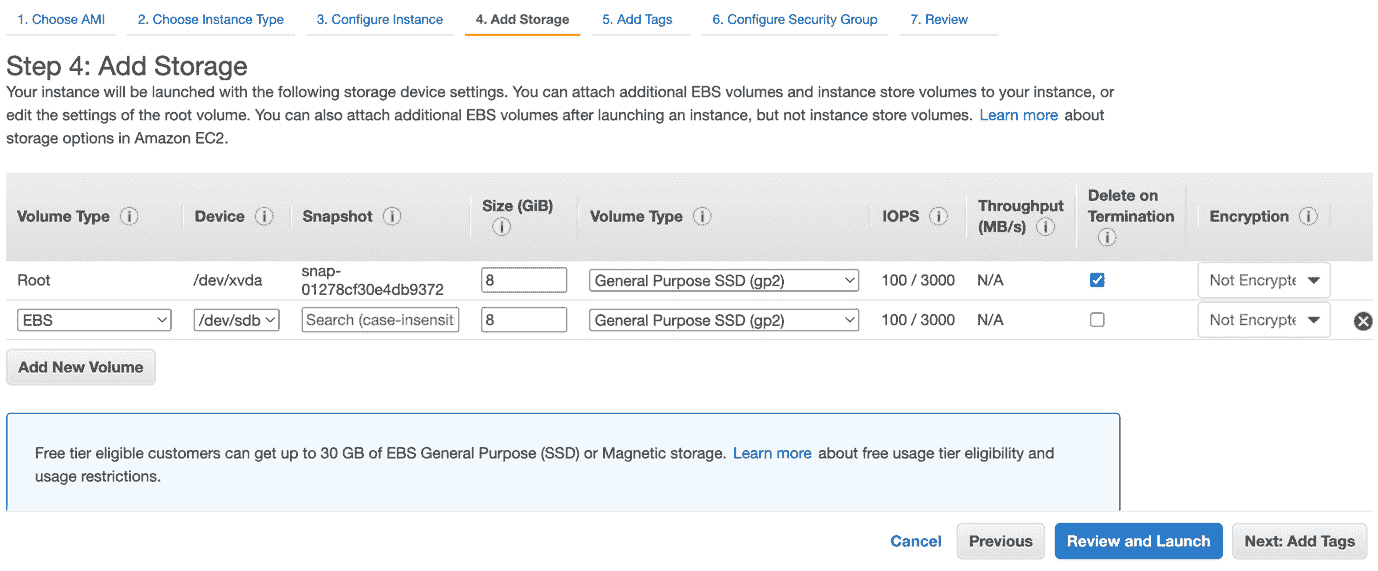 1. Choose AMI 2. Choose Instance Type 3. Configure Instance 4. Add Storage 5. Add Tags 6. Configure Security Group 7. Review
Step 4: Add Storage
Your instance will be launched with the following storage device settings. You can attach additional EBS volumes and instance store volumes to your instance, or
edit the settings of the root volume. You can also attach additional EBS volumes after launching an instance, but not instance store volumes. Learn more about
storage options in Amazon EC2.
Volume Type i Device i Snapshot i Size (GiB) i Volume Type i IOPS i Throughput (MB/s) i Delete on Termination i Encryption i
Root /dev/xvda snap-01278cf30e4db9372 8 General Purpose SSD (gp2) 100 / 3000 N/A Not Encrypte
EBS /dev/sdb Search (case-insensit 8 General Purpose SSD (gp2) 100 / 3000 N/A Not Encrypte
Add New Volume
Free tier eligible customers can get up to 30 GB of EBS General Purpose (SSD) or Magnetic storage. Learn more about free usage tier eligibility and
usage restrictions.
Cancel Previous Review and Launch Next: Add Tags